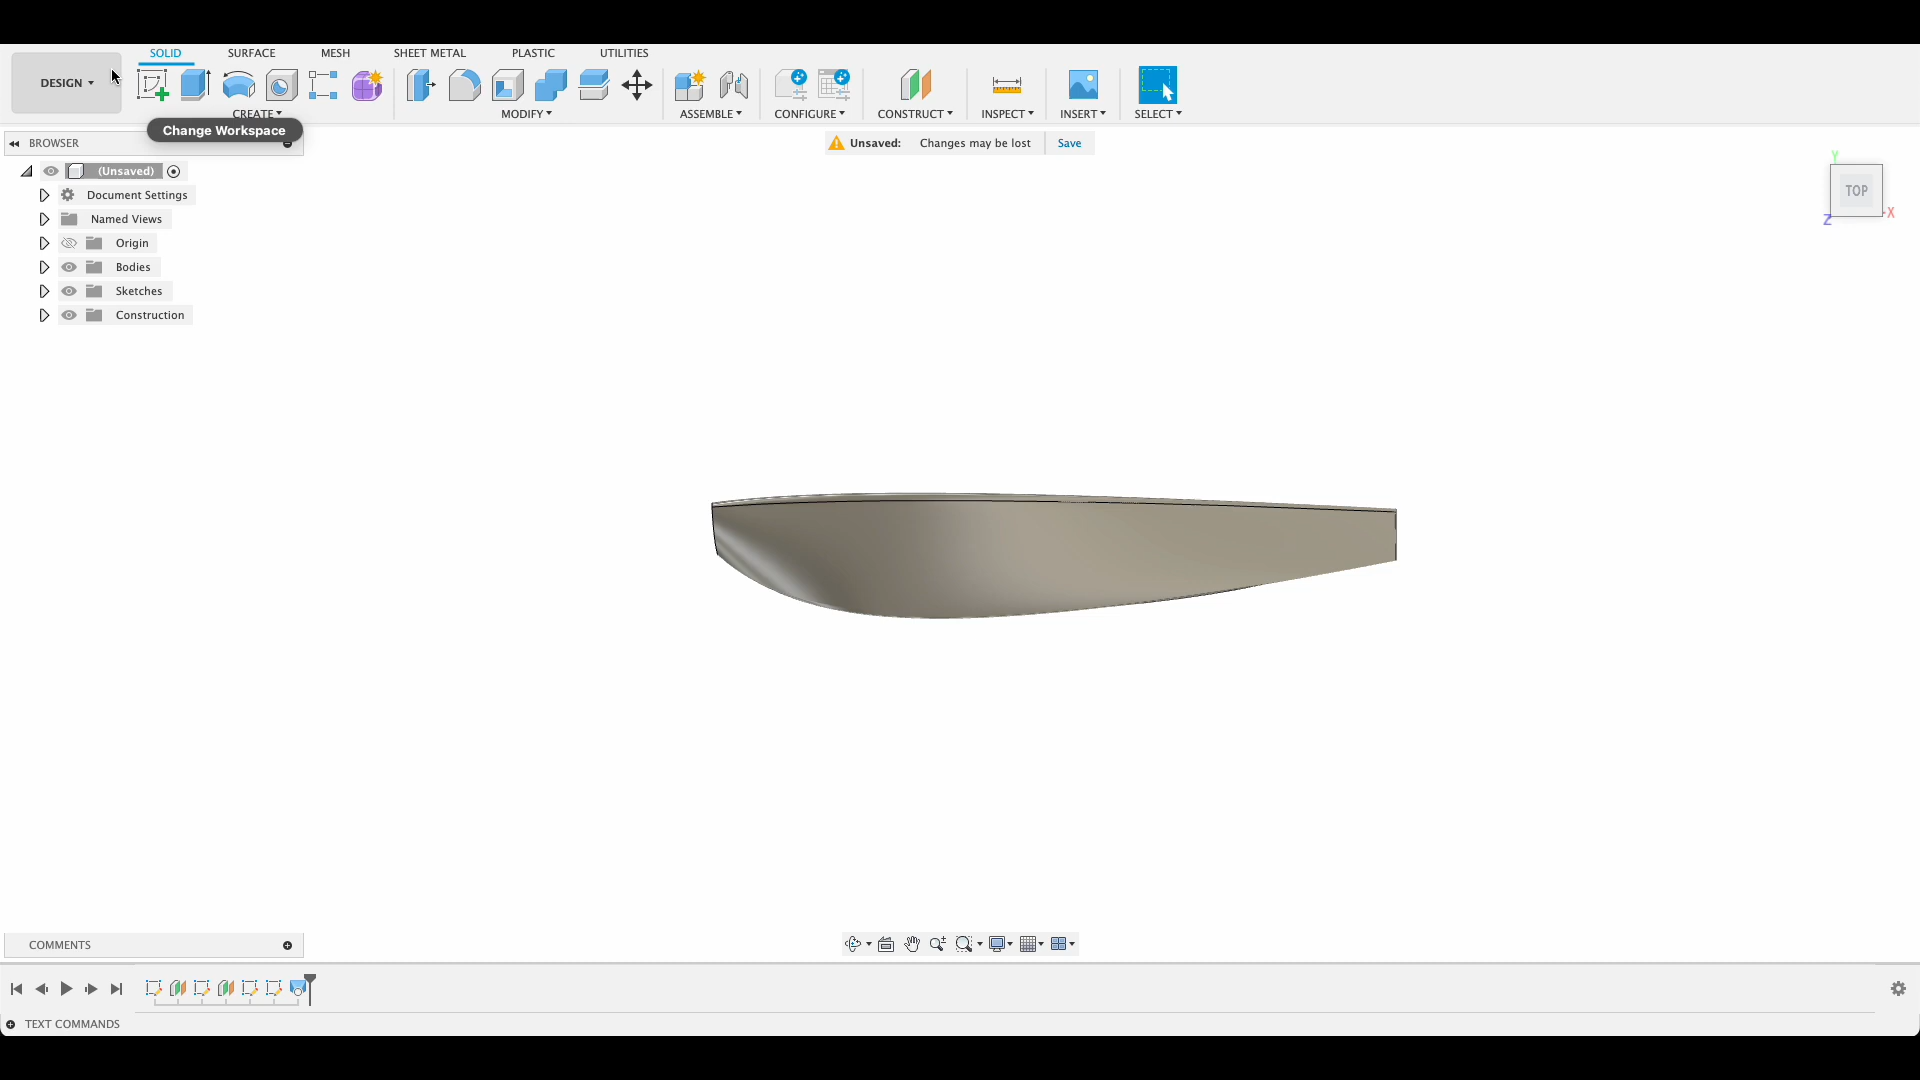 SOLID SURFACE MESH SHEET METAL PLASTIC UTILITIES
DESIGN
CREATE MODIFY ASSEMBLE CONFIGURE CONSTRUCT INSPECT INSERT SELECT
Change Workspace
BROWSER
Unsaved: Changes may be lost Save
(Unsaved)
Document Settings
Named Views
Origin
Bodies
Sketches
Construction
Y
TOP
X
Z
COMMENTS
TEXT COMMANDS